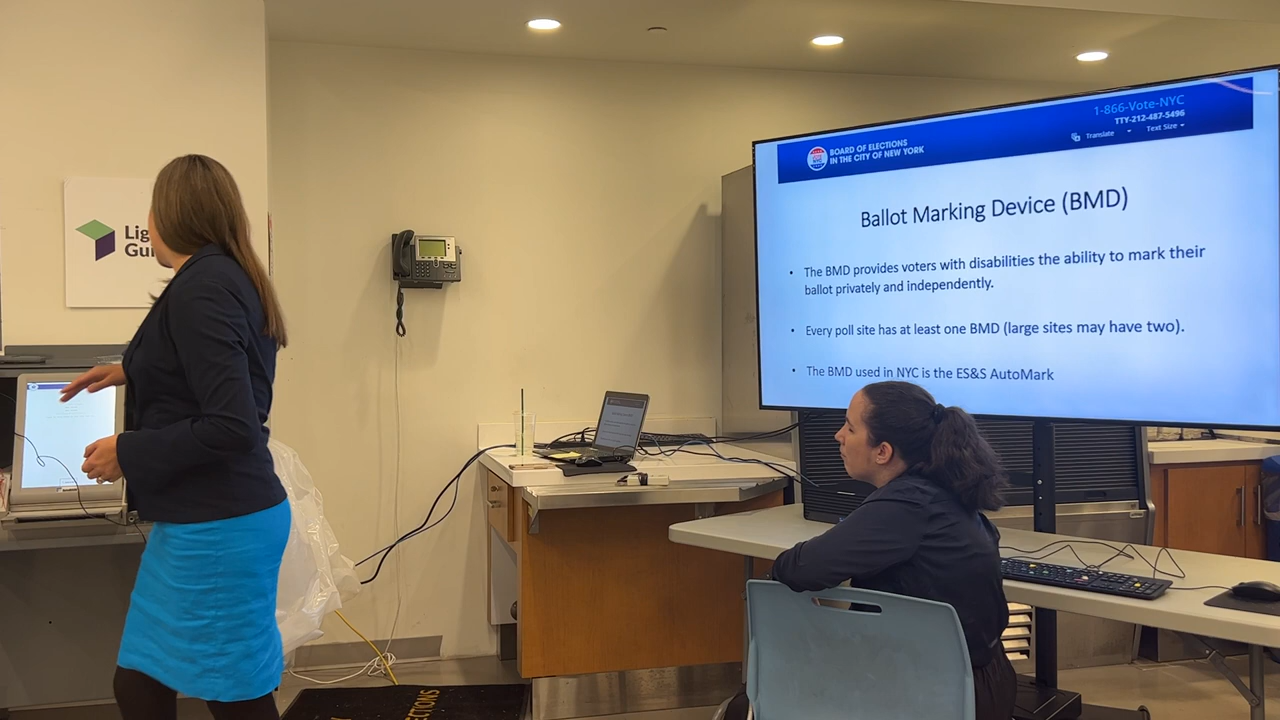 1-866-Vote-NYC
TTY-212-487-5496
Translate
Text Size
BOARD OF ELECTIONS
IN THE CITY OF NEW YORK
Ballot Marking Device (BMD)
• The BMD provides voters with disabilities the ability to mark their
ballot privately and independently.
• Every poll site has at least one BMD (large sites may have two).
• The BMD used in NYC is the ES&S AutoMark